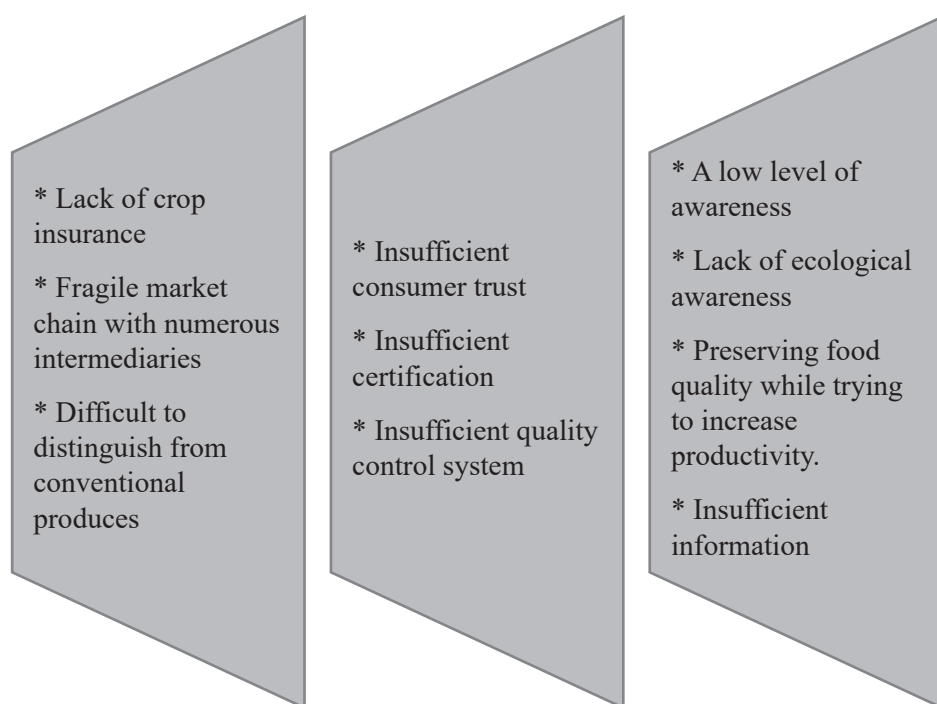 * Lack of crop
insurance
* Fragile market
chain with numerous
intermediaries
* Difficult to
distinguish from
conventional
produces
* Insufficient
consumer trust
* Insufficient
certification
* Insufficient quality
control system
* A low level of
awareness
* Lack of ecological
awareness
* Preserving food
quality while trying
to increase
productivity.
* Insufficient
information